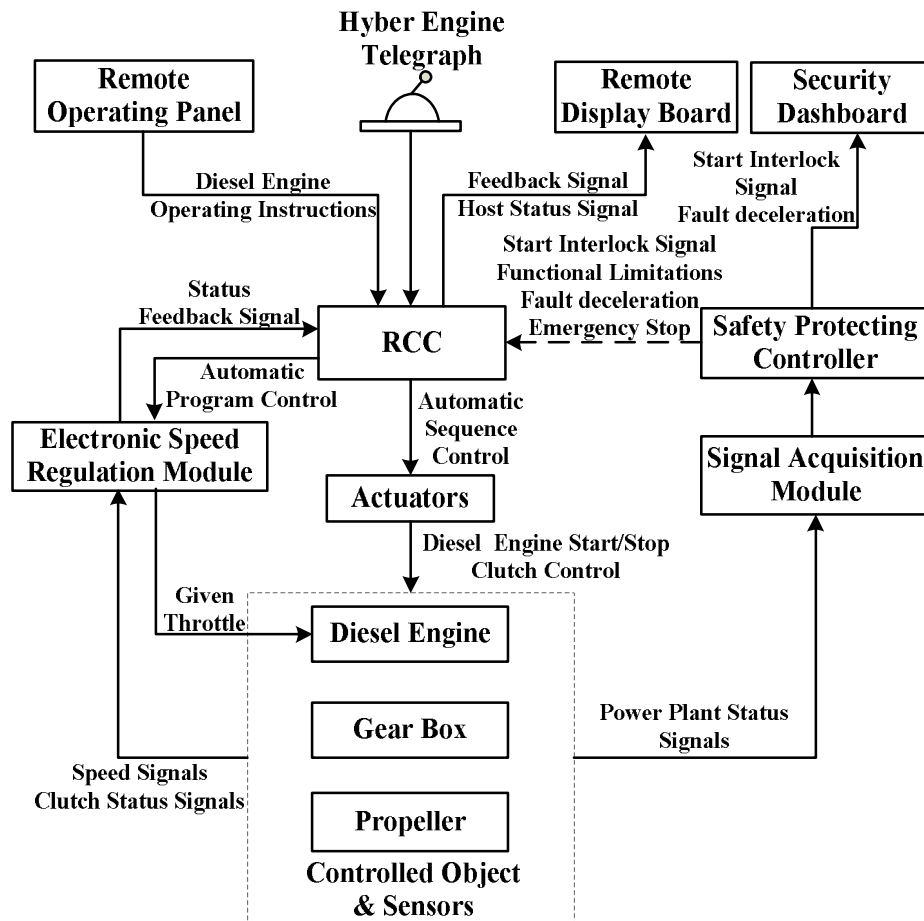 Hyber Engine
Telegraph
Remote
Operating Panel
Remote
Display Board
Security
Dashboard
Diesel Engine
Operating Instructions
Feedback Signal
Host Status Signal
Start Interlock
Signal
Fault deceleration
Start Interlock Signal
Functional Limitations
Fault deceleration
Emergency Stop
Status
Feedback Signal
RCC
Safety Protecting
Controller
Automatic
Program Control
Automatic
Sequence
Control
Electronic Speed
Regulation Module
Signal Acquisition
Module
Actuators
Diesel Engine Start/Stop
Clutch Control
Given
Throttle
Diesel Engine
Gear Box
Power Plant Status
Signals
Speed Signals
Clutch Status Signals
Propeller
Controlled Object
& Sensors